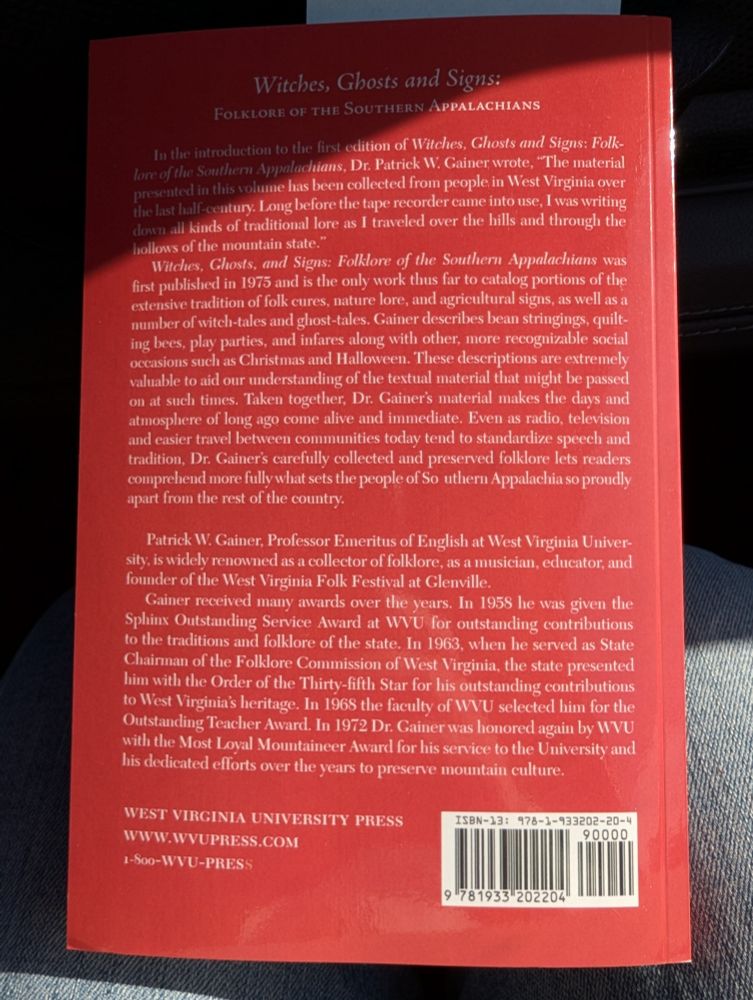 Witches, Ghosts and Signs:
FOLKLORE OF THE SOUTHERN APPALACHIANS
In the introduction to the first edition of Witches, Ghosts and Signs: Folk-
lore of the Southern Appalachians, Dr. Patrick W. Gainer wrote, “The material
presented in this volume has been collected from people in West Virginia over
the last half-century. Long before the tape recorder came into use, I was writing
down all kinds of traditional lore as I traveled over the hills and through the
hollows of the mountain state.”
Witches, Ghosts, and Signs: Folklore of the Southern Appalachians was
first published in 1975 and is the only work thus far to catalog portions of the
extensive tradition of folk cures, nature lore, and agricultural signs, as well as a
number of witch-tales and ghost-tales. Gainer describes bean stringings, quilt-
ing bees, play parties, and infares along with other, more recognizable social
occasions such as Christmas and Halloween. These descriptions are extremely
valuable to aid our understanding of the textual material that might be passed
on at such times. Taken together, Dr. Gainer’s material makes the days and
atmosphere of long ago come alive and immediate. Even as radio, television
and easier travel between communities today tend to standardize speech and
tradition, Dr. Gainer’s carefully collected and preserved folklore lets readers
comprehend more fully what sets the people of So uthern Appalachia so proudly
apart from the rest of the country.
Patrick W. Gainer, Professor Emeritus of English at West Virginia Univer-
sity, is widely renowned as a collector of folklore, as a musician, educator, and
founder of the West Virginia Folk Festival at Glenville.
Gainer received many awards over the years. In 1958 he was given the
Sphinx Outstanding Service Award at WVU for outstanding contributions
to the traditions and folklore of the state. In 1963, when he served as State
Chairman of the Folklore Commission of West Virginia, the state presented
him with the Order of the Thirty-fifth Star for his outstanding contributions
to West Virginia’s heritage. In 1968 the faculty of WVU selected him for the
Outstanding Teacher Award. In 1972 Dr. Gainer was honored again by WVU
with the Most Loyal Mountaineer Award for his service to the University and
his dedicated efforts over the years to preserve mountain culture.
WEST VIRGINIA UNIVERSITY PRESS
WWW.WVUPRESS.COM
1-800-WVU-PRESS
ISBN-13: 978-1-933202-20-4
90000
9 781933 202204